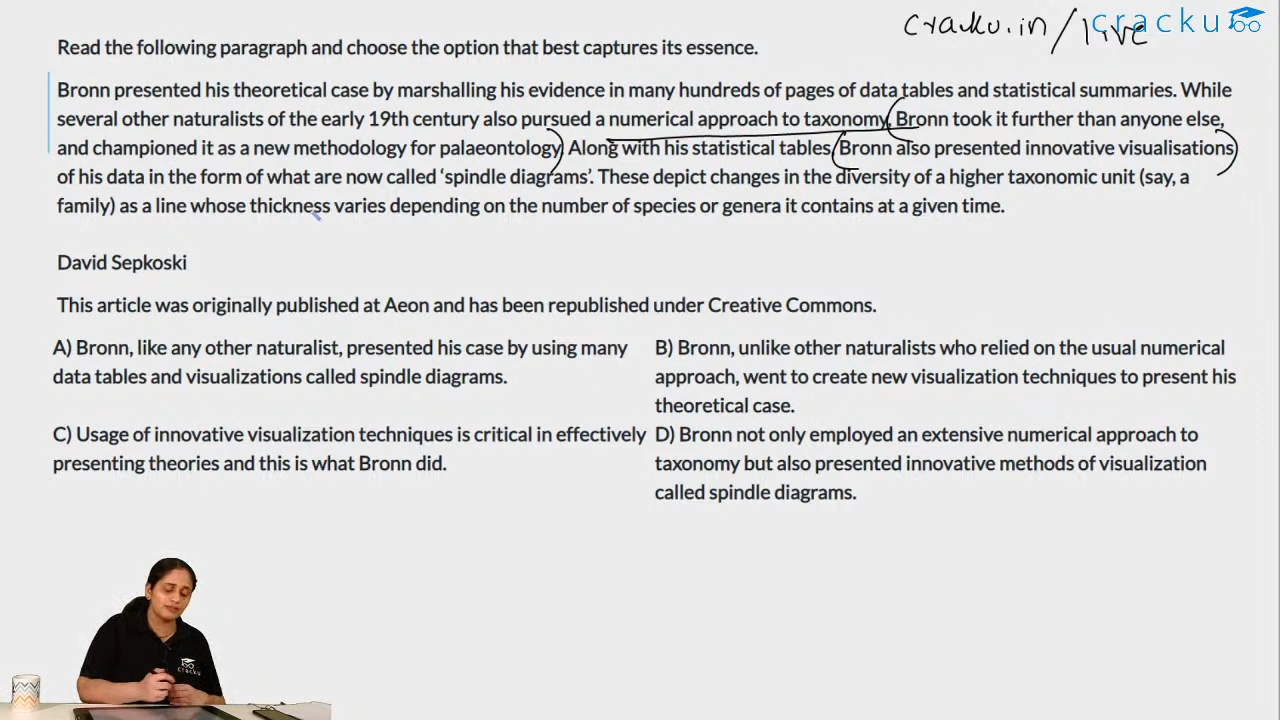 cracku.in/live
cracku
Read the following paragraph and choose the option that best captures its essence.
Bronn presented his theoretical case by marshalling his evidence in many hundreds of pages of data tables and statistical summaries. While
several other naturalists of the early 19th century also pursued a numerical approach to taxonomy, Bronn took it further than anyone else,
and championed it as a new methodology for palaeontology. Along with his statistical tables, Bronn also presented innovative visualisations
of his data in the form of what are now called ‘spindle diagrams’. These depict changes in the diversity of a higher taxonomic unit (say, a
family) as a line whose thickness varies depending on the number of species or genera it contains at a given time.
David Sepkoski
This article was originally published at Aeon and has been republished under Creative Commons.
A) Bronn, like any other naturalist, presented his case by using many
data tables and visualizations called spindle diagrams.
B) Bronn, unlike other naturalists who relied on the usual numerical
approach, went to create new visualization techniques to present his
theoretical case.
C) Usage of innovative visualization techniques is critical in effectively
presenting theories and this is what Bronn did.
D) Bronn not only employed an extensive numerical approach to
taxonomy but also presented innovative methods of visualization
called spindle diagrams.
cracku